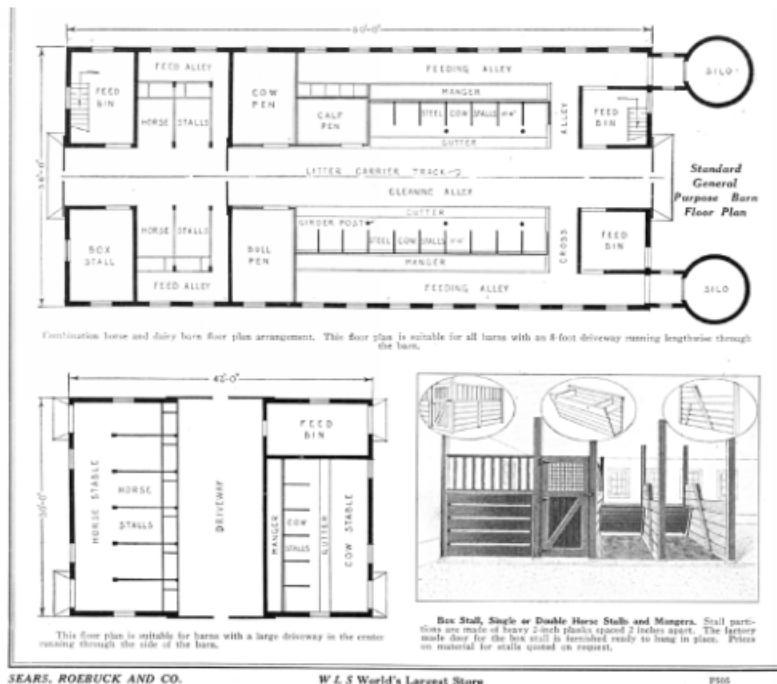 80'-0"
FEED ALLEY
FEED
BIN
COW
PEN
FEEDING ALLEY
MANGER
SILO
HORSE STALLS
CALF
PEN
STEEL COW STALLS
GUTTER
ALLEY
FEED
BIN
LITTER CARRIER TRACK
CLEANING ALLEY
Standard
General
Purpose Barn
Floor Plan
BOX
STALL
HORSE STALLS
BULL
PEN
GUTTER
GIRDER POST
STEEL COW STALLS
MANGER
CROSS
FEED
BIN
FEED ALLEY
FEEDING ALLEY
SILO
Combination horse and dairy barn floor plan arrangement. This floor plan is suitable for all barns with an 8-foot driveway running lengthwise through
the barn.
42'-0"
FEED
BIN
HORSE STABLE
HORSE
STALLS
DRIVEWAY
MANGER
COW
STALLS
GUTTER
COW STABLE
This floor plan is suitable for barns with a large driveway in the center
running through the side of the barn.
Box Stall, Single or Double Horse Stalls and Mangers. Stall parti-
tions are made of heavy 2-inch planks spaced 2 inches apart. The factory
made door for the box stall is furnished ready to hang in place. Prices
on material for stalls quoted on request.
SEARS, ROEBUCK AND CO.
W L S World's Largest Store